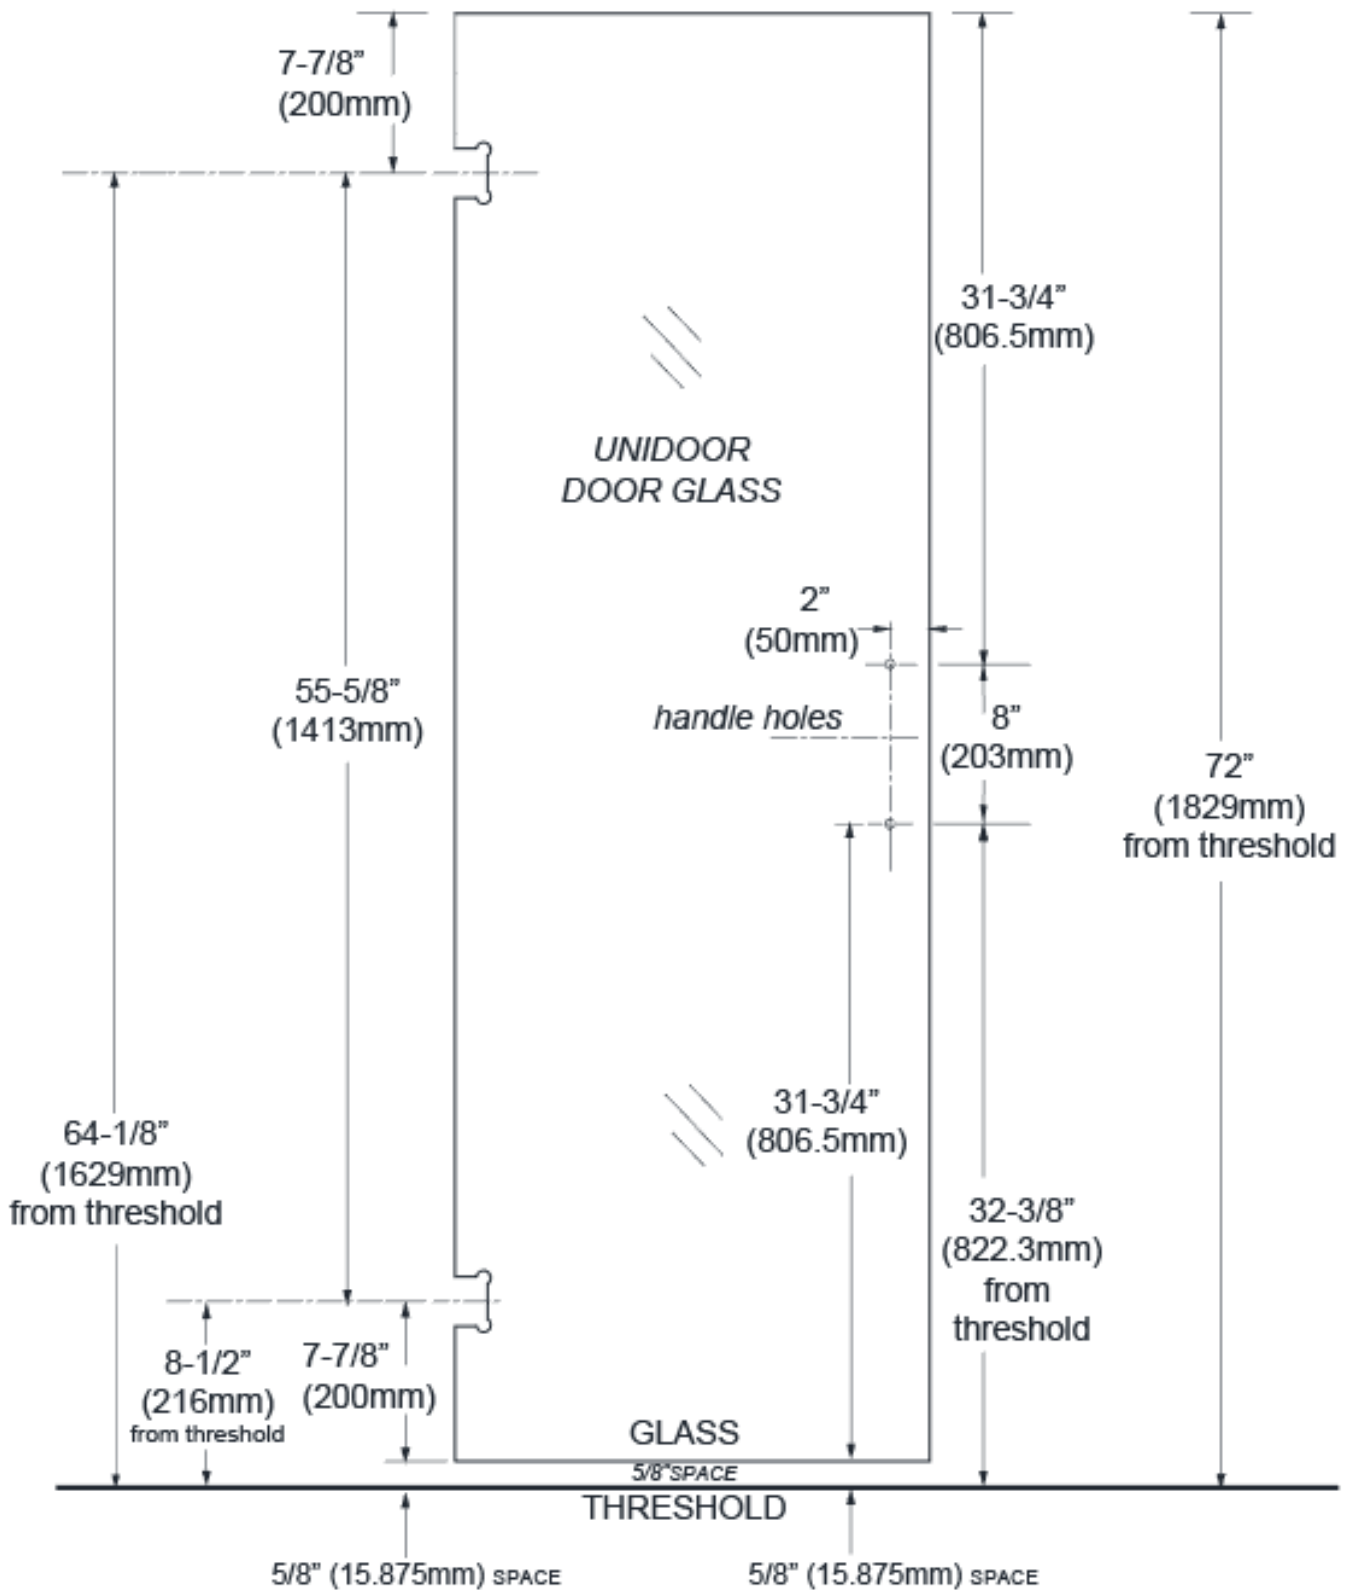 7-7/8”
(200mm)
31-3/4”
(806.5mm)
UNIDOOR
DOOR GLASS
2”
(50mm)
55-5/8”
(1413mm)
handle holes
8”
(203mm)
72”
(1829mm)
from threshold
31-3/4”
(806.5mm)
64-1/8”
(1629mm)
from threshold
32-3/8”
(822.3mm)
from
threshold
8-1/2”
(216mm)
from threshold
7-7/8”
(200mm)
GLASS
5/8”SPACE
THRESHOLD
5/8” (15.875mm) SPACE
5/8” (15.875mm) SPACE